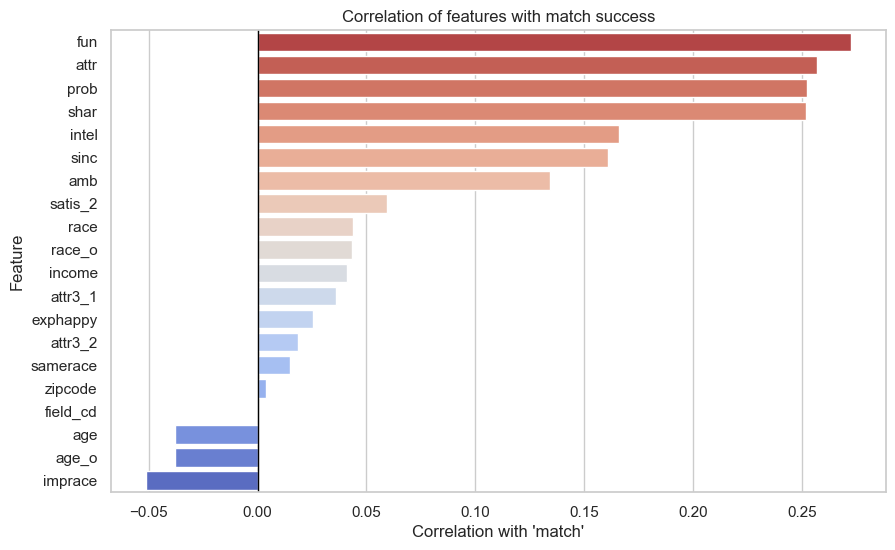 Correlation of features with match success
Feature
fun
attr
prob
shar
intel
sinc
amb
satis_2
race
race_o
income
attr3_1
exphappy
attr3_2
samerace
zipcode
field_cd
age
age_o
imprace
−0.05 0.00 0.05 0.10 0.15 0.20 0.25
Correlation with 'match'